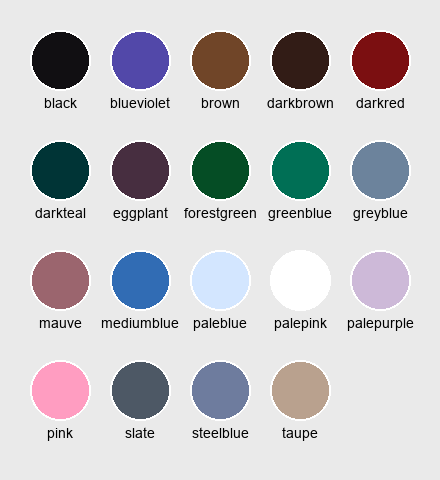 black blueviolet brown darkbrown darkred
darkteal eggplant forestgreen greenblue greyblue
mauve mediumblue paleblue palepink palepurple
pink slate steelblue taupe